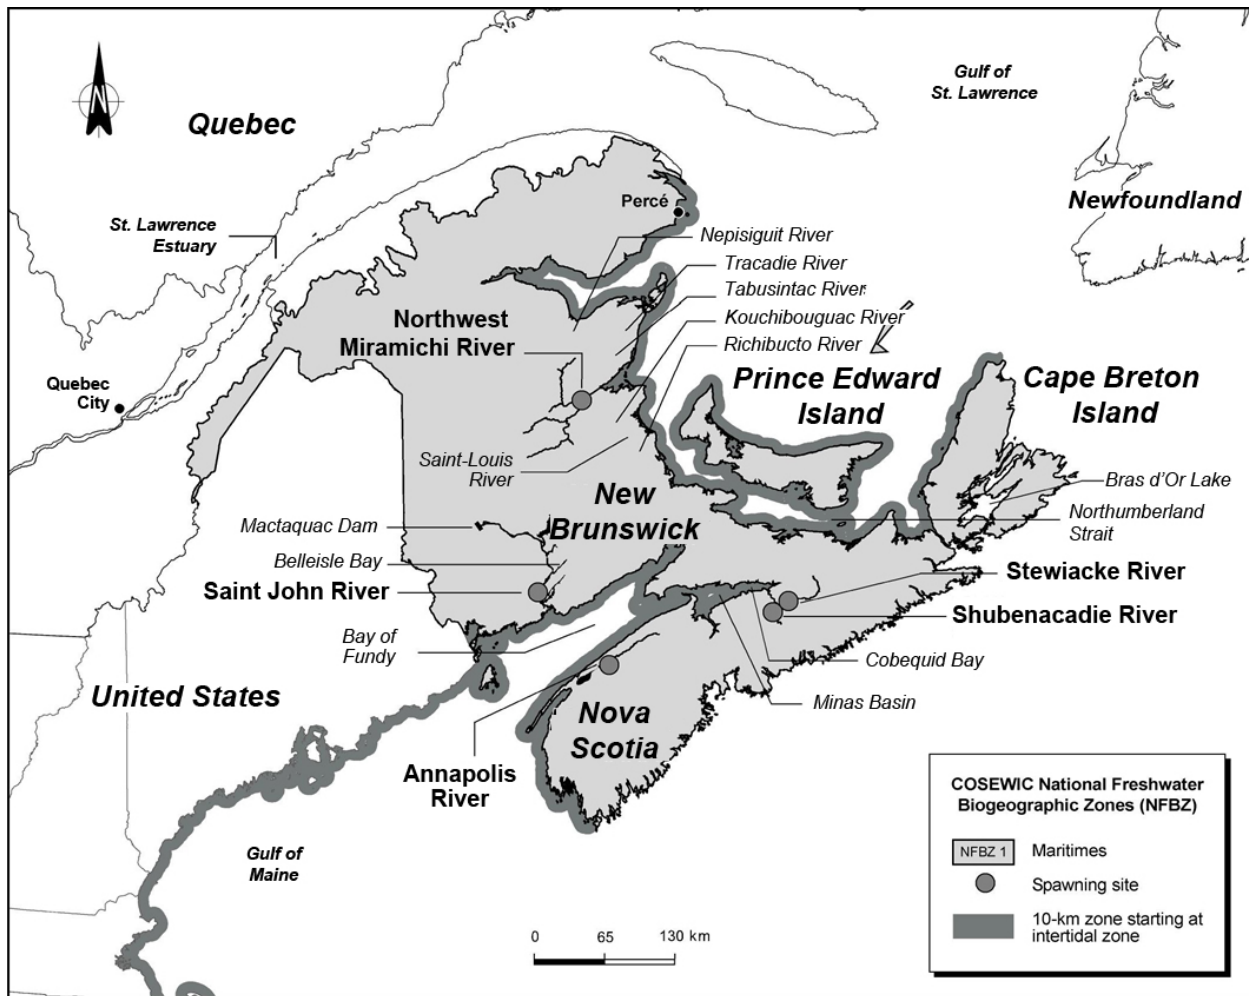 N
Gulf of
St. Lawrence
Quebec
Newfoundland
Percé
St. Lawrence
Estuary
Nepisiguit River
Tracadie River
Tabusintac River
Kouchibouguac River
Richibucto River
Northwest
Miramichi River
Quebec
City
Prince Edward
Island
Cape Breton
Island
Saint-Louis
River
Bras d'Or Lake
New
Brunswick
Northumberland
Strait
Mactaquac Dam
Belleisle Bay
Saint John River
Stewiacke River
Shubenacadie River
Bay of
Fundy
Cobequid Bay
Minas Basin
United States
Nova
Scotia
Annapolis
River
Gulf of
Maine
COSEWIC National Freshwater
Biogeographic Zones (NFBZ)
NFBZ 1
Maritimes
Spawning site
10-km zone starting at
intertidal zone
0 65 130 km